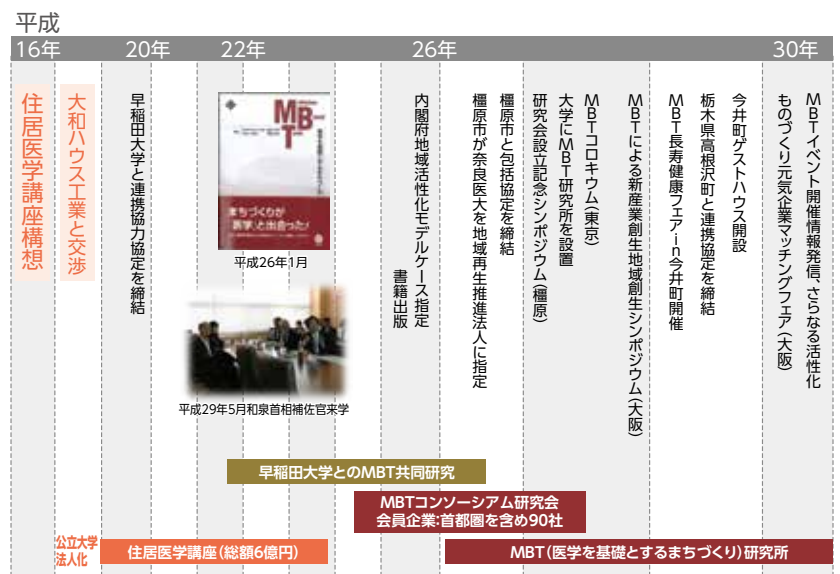 平成
16年
20年
22年
26年
30年
住居医学講座構想
大和ハウス工業と交渉
早稲田大学と連携協力協定を締結
MBT
まちづくりが
「医学」と出会った!
平成26年1月
平成29年5月和泉首相補佐官来学
書籍出版
内閣府地域活性化モデルケース指定
橿原市が奈良医大を地域再生推進法人に指定
橿原市と包括協定を締結
研究会設立記念シンポジウム(橿原)
大学にMBT研究所を設置
MBTコロキウム(東京)
MBTによる新産業創生地域創生シンポジウム(大阪)
MBT長寿健康フェアin今井町開催
栃木県高根沢町と連携協定を締結
今井町ゲストハウス開設
ものづくり元気企業マッチングフェア(大阪)
MBTイベント開催情報発信、さらなる活性化
早稲田大学とのMBT共同研究
MBTコンソーシアム研究会
会員企業:首都圏を含め90社
公立大学
法人化
住居医学講座(総額6億円)
MBT(医学を基礎とするまちづくり)研究所